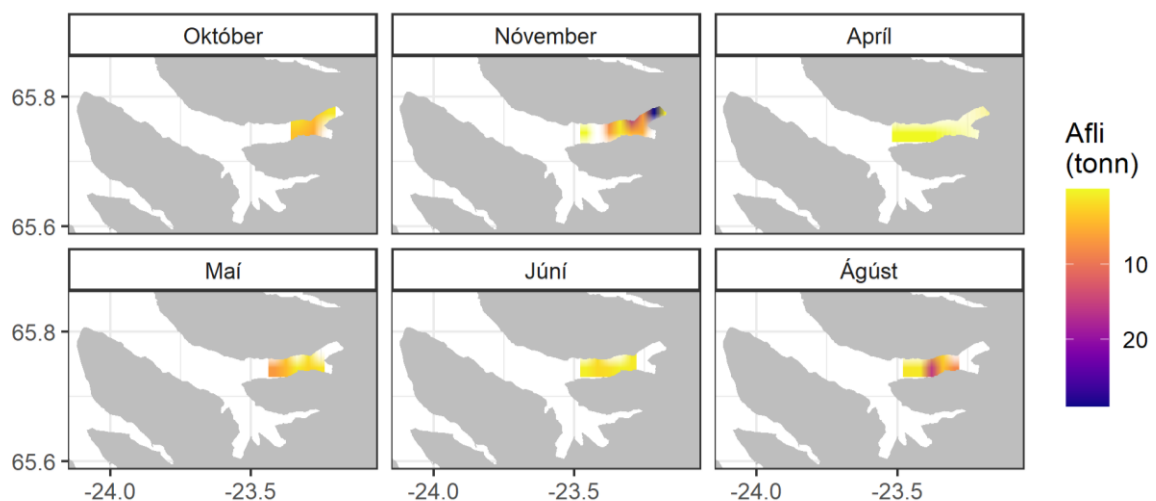 Október
Nóvember
Apríl
65.8
65.6
Maí
Júní
Ágúst
65.8
65.6
-24.0
-23.5
-24.0
-23.5
-24.0
-23.5
Afli
(tonn)
10
20